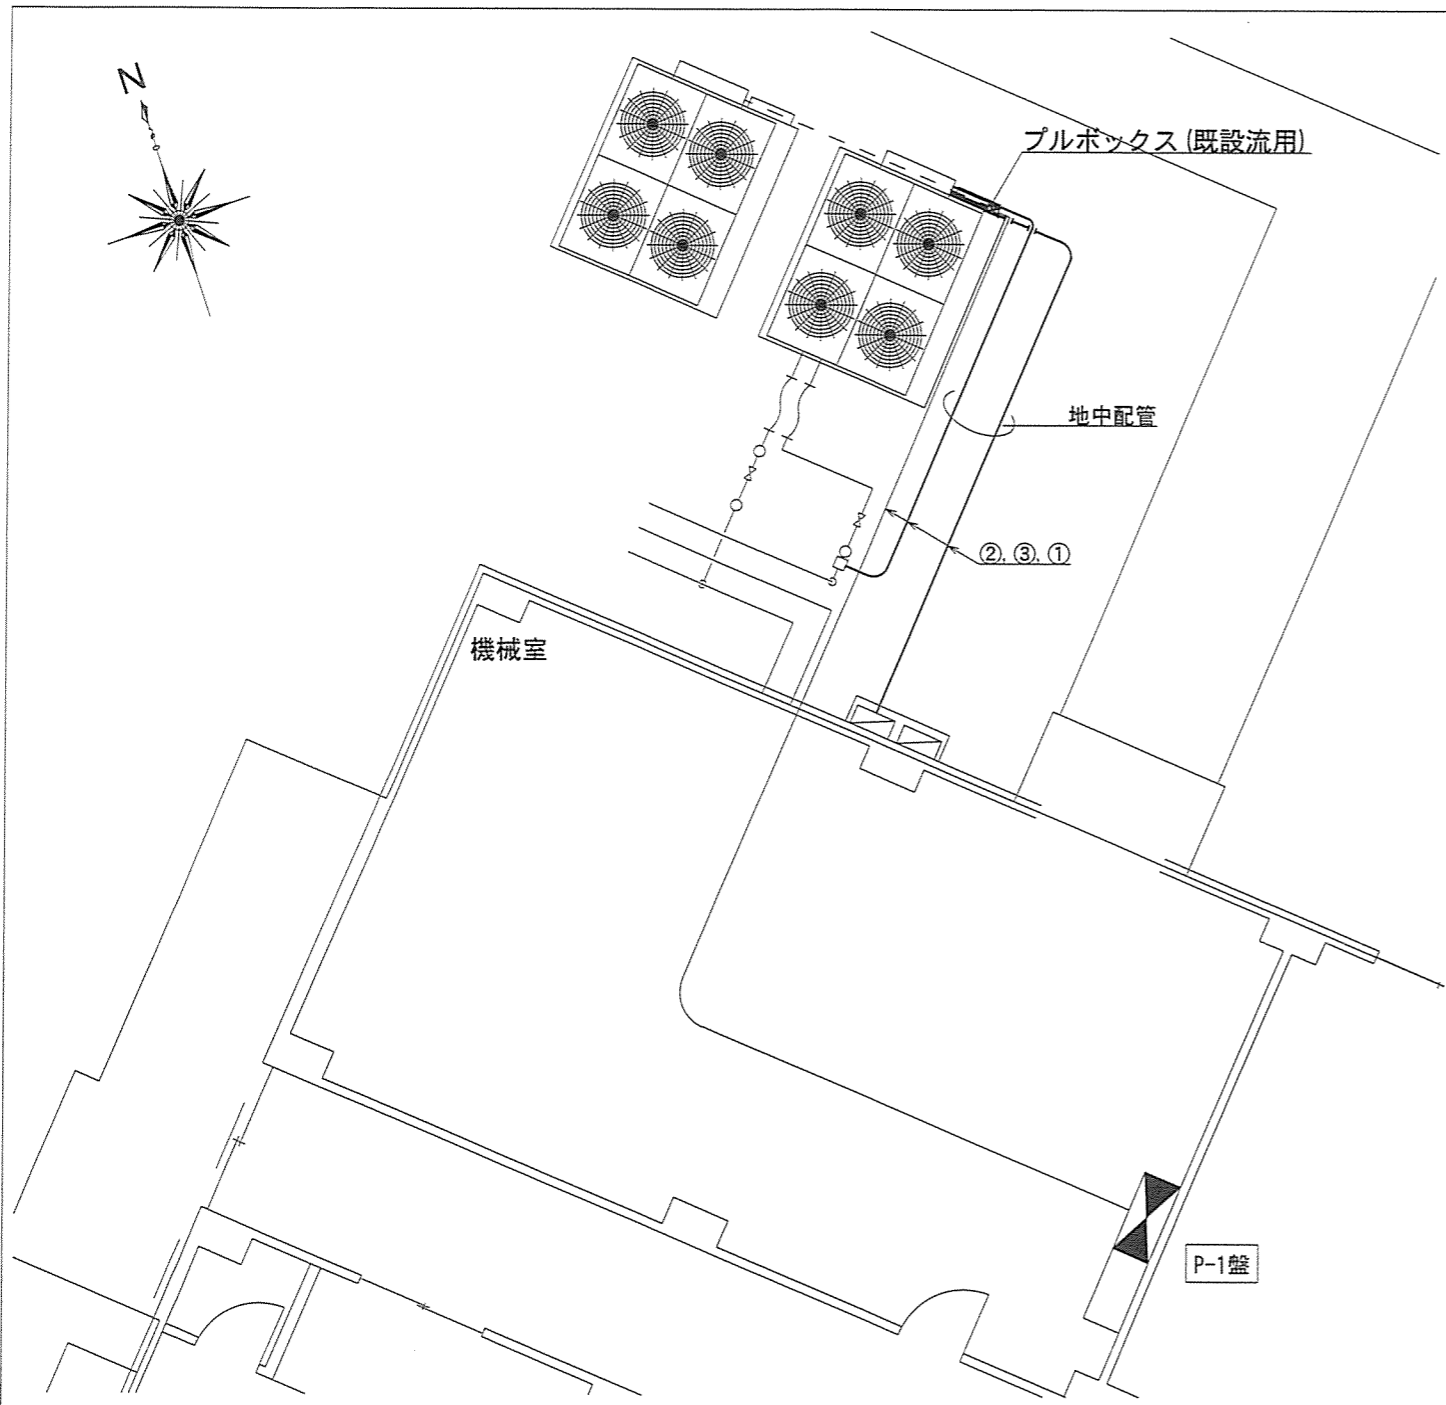 N
プルボックス (既設流用)
地中配管
②, ③, ①
機械室
P-1盤